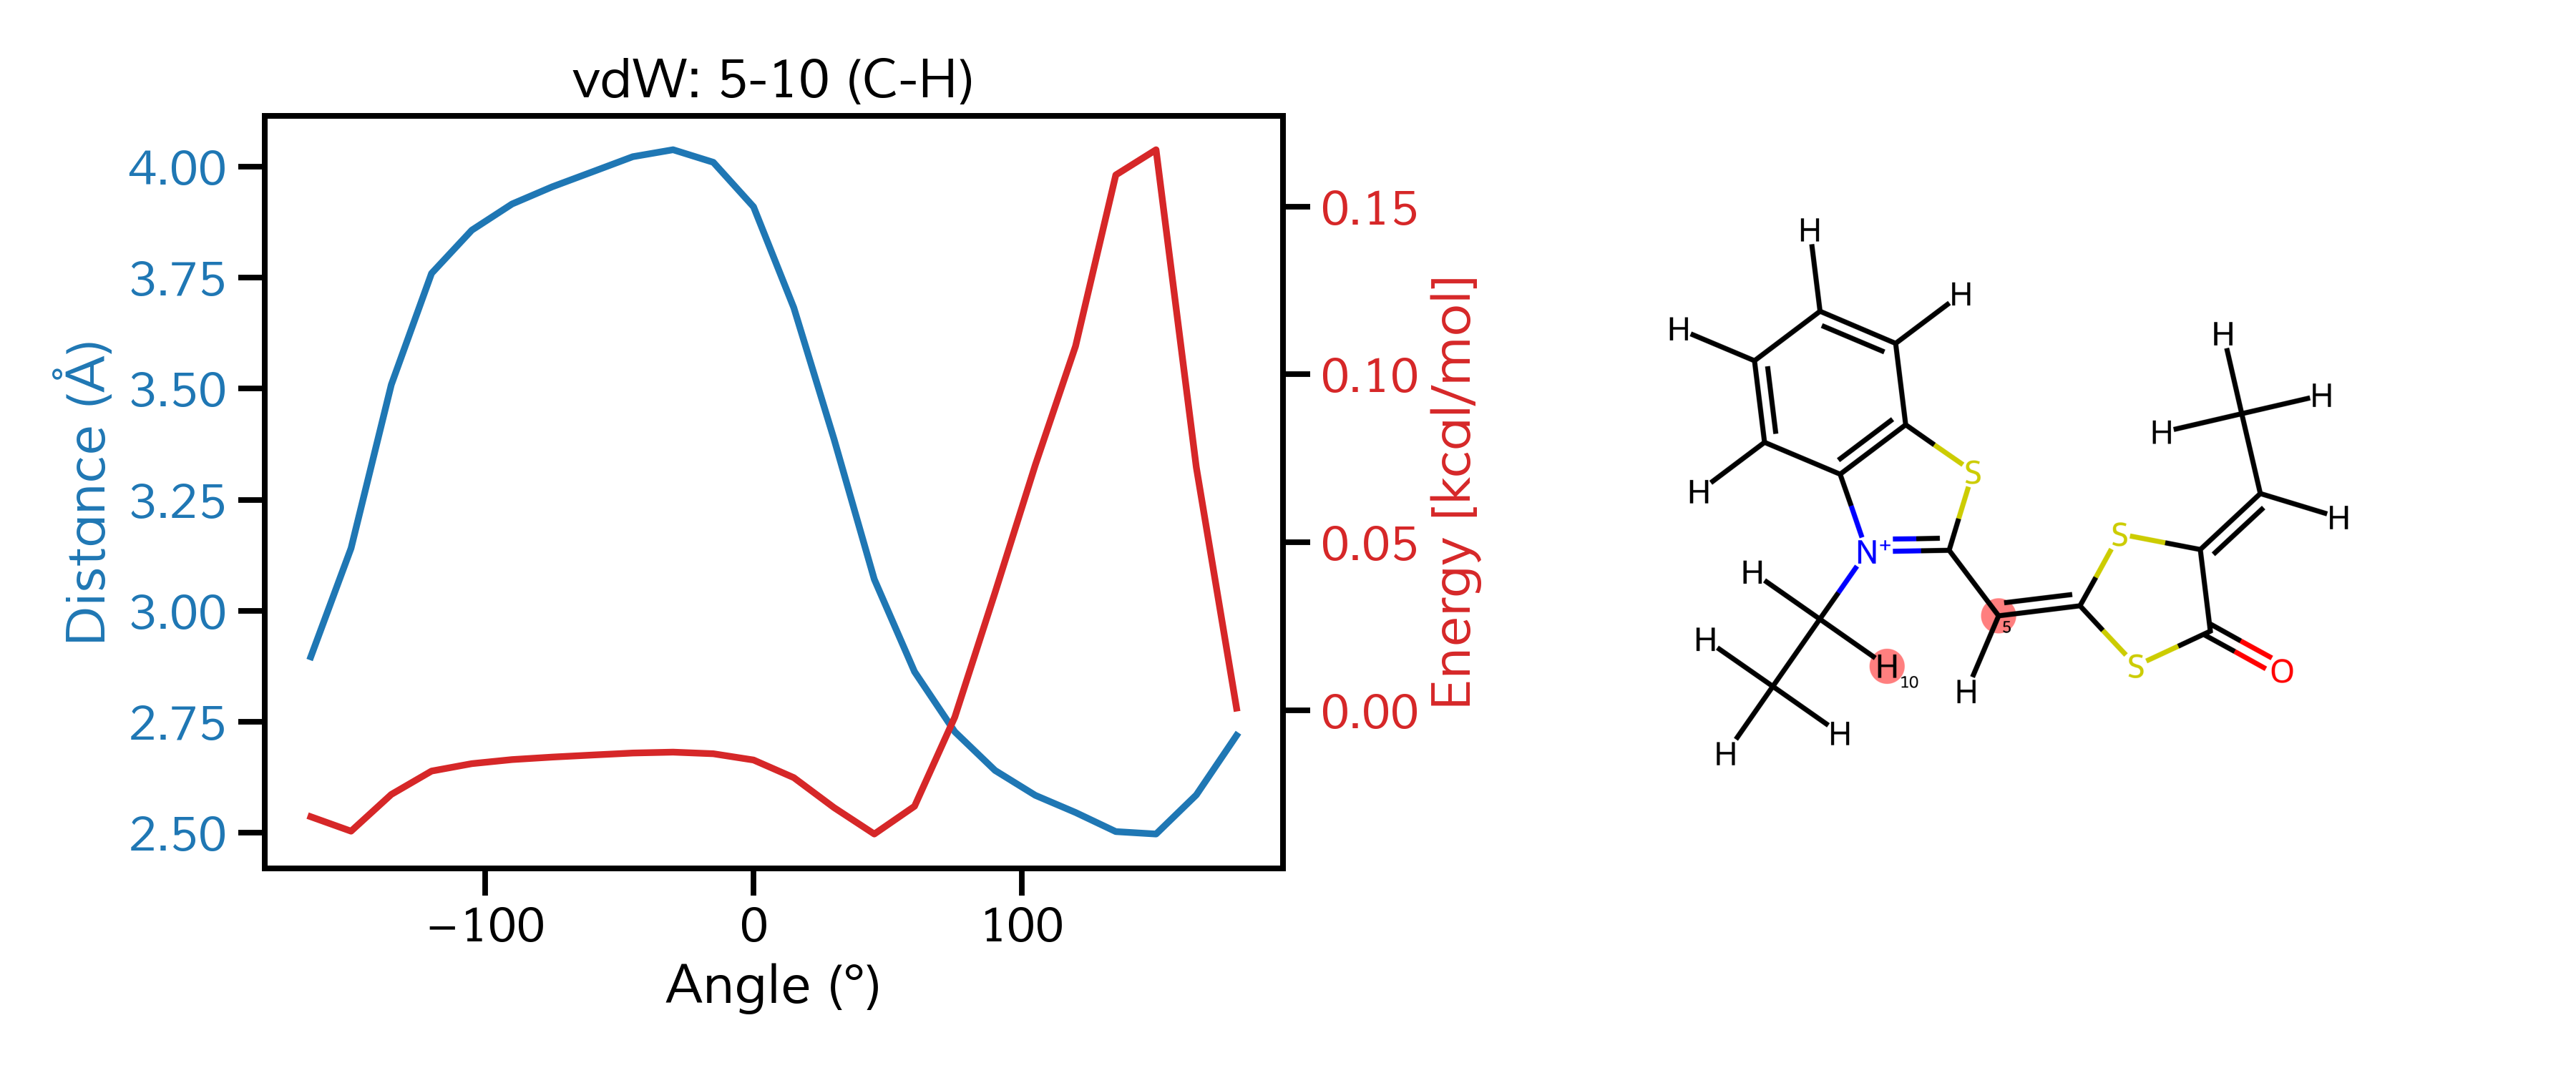 vdW: 5-10 (C-H)
Distance (Å)
4.00
3.75
3.50
3.25
3.00
2.75
2.50
−100
0
100
Angle (°)
0.15
0.10
0.05
0.00
Energy [kcal/mol]
H
H
H
H
H
H
H
H
S
H
S
N⁺
H
H
H
5
H
10
H
S
O
H
H